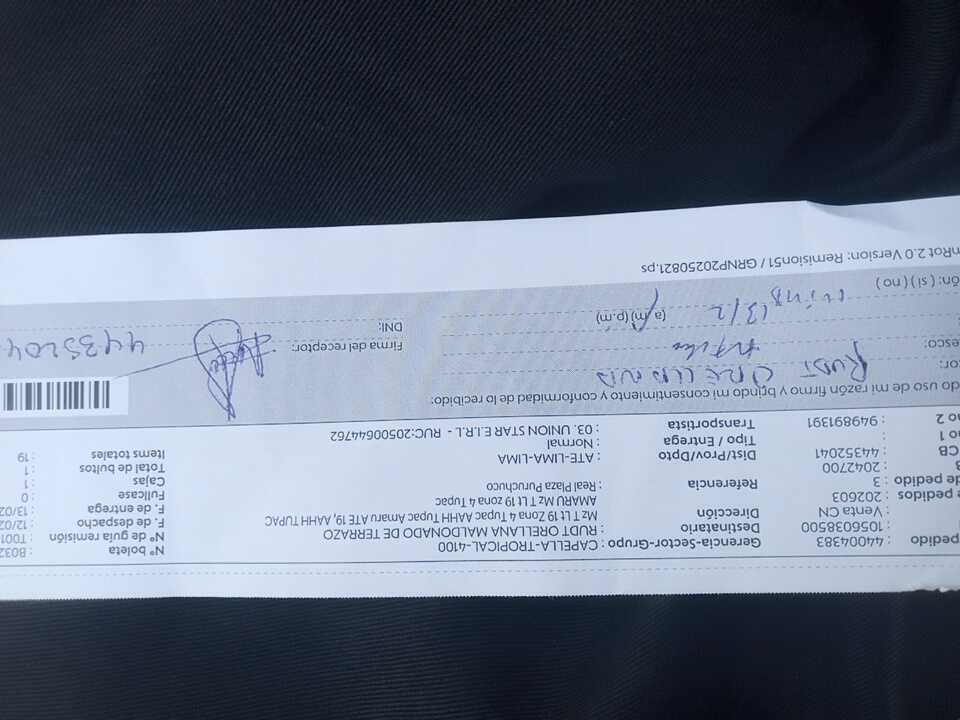 pedido : 44004383 Gerencia-Sector-Grupo : CAPELLA-TROPICAL-4100 Nº boleta : B032
: 1056038500 Destinatario : RUDT ORELLANA MALDONADO DE TERRAZO Nº de guía remisión : T001
: Venta CN Dirección Mz T Lt 19 Zona 4 Tupac AAHH Tupac Amaru ATE, 19, AAHH TUPAC F. de despacho : 12/02
de pedidos : 202603 AMARU Mz T Lt 19 zona 4 Tupac F. de entrega : 13/02
de pedido : 3 Referencia : Real Plaza Puruchuco Fullcase : 0
: 2042700 Cajas : 1
CB : 44352041 Dist/Prov/Dpto : ATE-LIMA-LIMA Total de bultos : 1
no 1 : Tipo / Entrega : Normal Items totales : 19
no 2 : 949891391 Transportista : 03. UNION STAR E.I.R.L - RUC:20500644762
do uso de mi razón firmo y brindo mi consentimiento y conformidad de lo recibido:
tor: RUDT ORELLANA
esco: Firma del receptor:
13/2 (a/m) (p.m) DNI: 4435204
ón: ( si ) ( no )
nRot 2.0 Version: Remision51 / GRNP20250821.ps